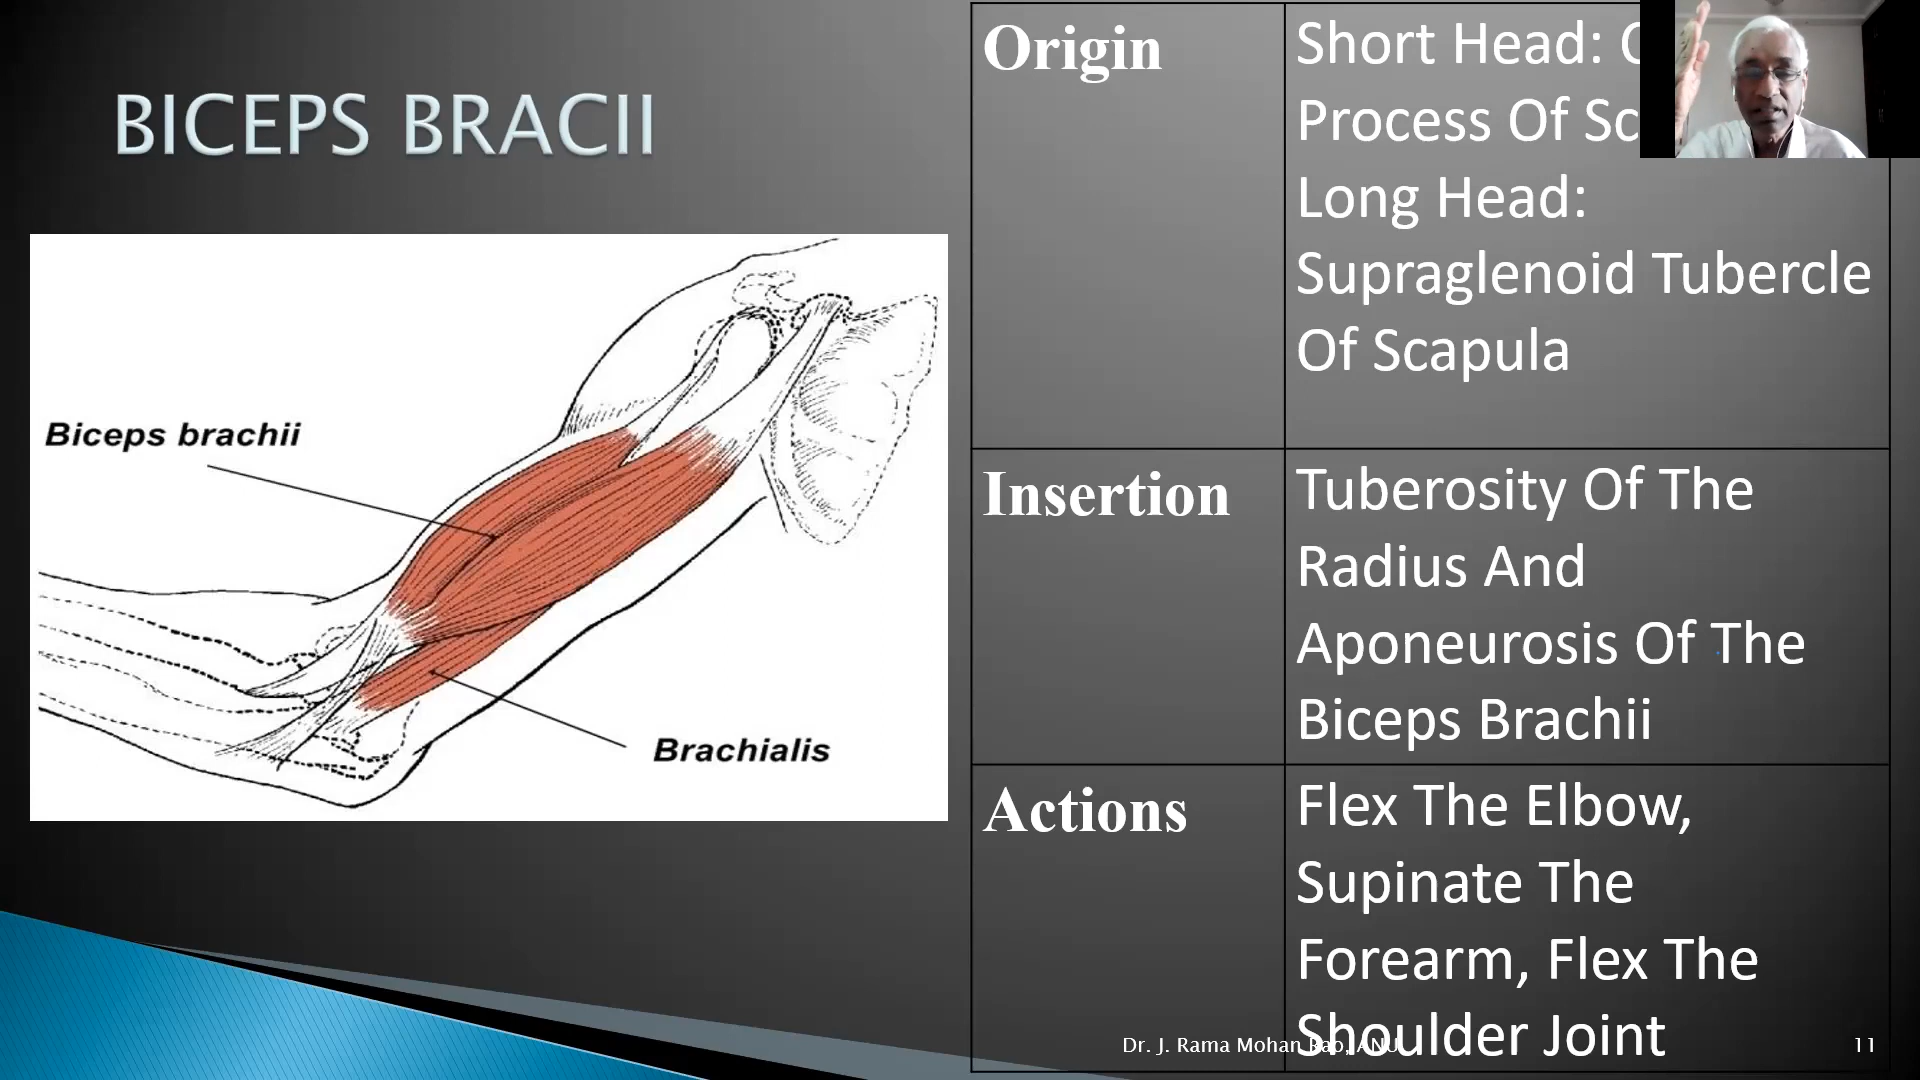 BICEPS BRACII
Biceps brachii
Brachialis
Origin
Short Head:
Process Of
Long Head:
Supraglenoid Tubercle
Of Scapula
Insertion
Tuberosity Of The
Radius And
Aponeurosis Of The
Biceps Brachii
Actions
Flex The Elbow,
Supinate The
Forearm, Flex The
Shoulder Joint
Dr. J. Rama Mohan Rao, ANU
11